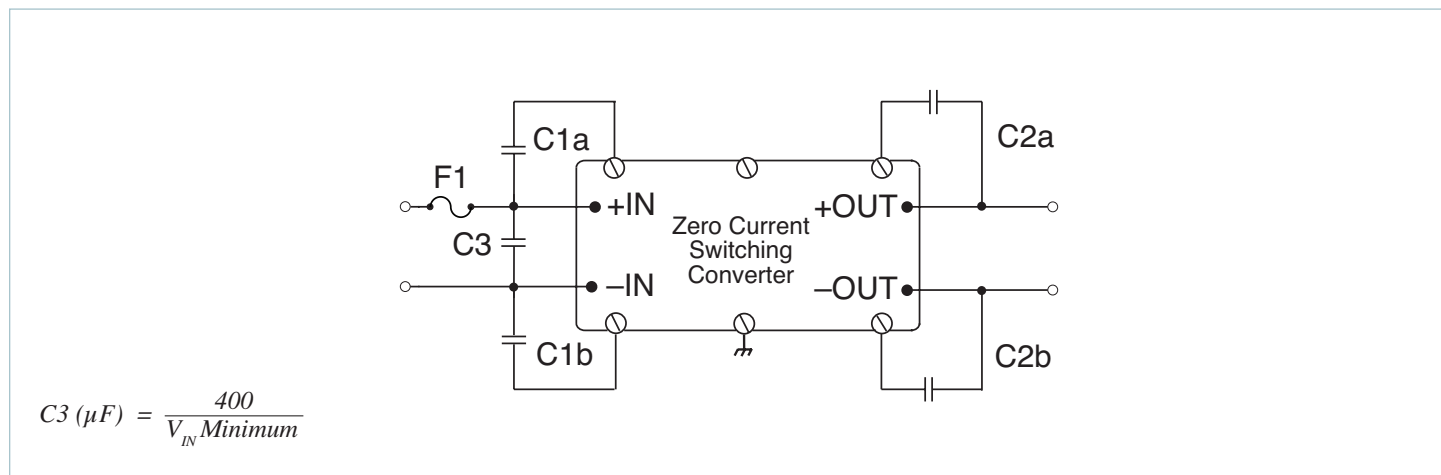 C1a
C2a
F1
+IN
+OUT
Zero Current
Switching
Converter
C3
–IN
–OUT
C1b
C2b
C3 (µF) = 400 / V_IN Minimum